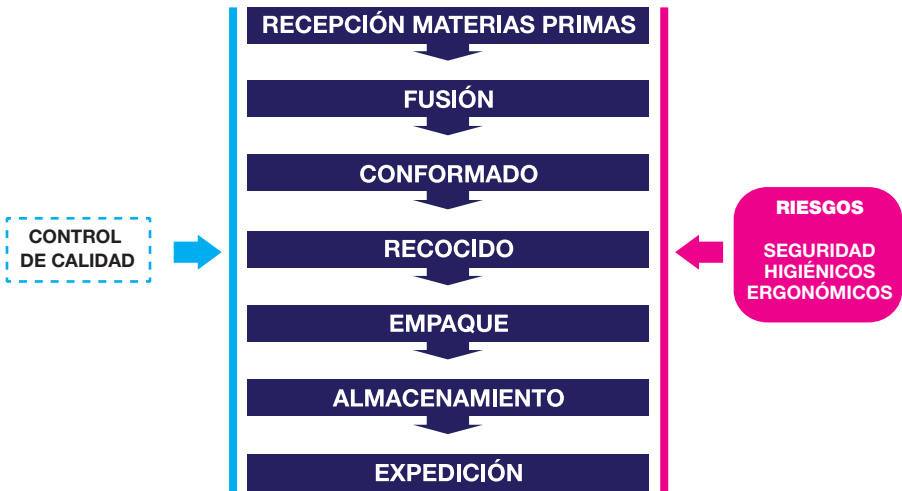 RECEPCIÓN MATERIAS PRIMAS
FUSIÓN
CONFORMADO
RECOCIDO
EMPAQUE
ALMACENAMIENTO
EXPEDICIÓN
CONTROL
DE CALIDAD
RIESGOS
SEGURIDAD
HIGIÉNICOS
ERGONÓMICOS